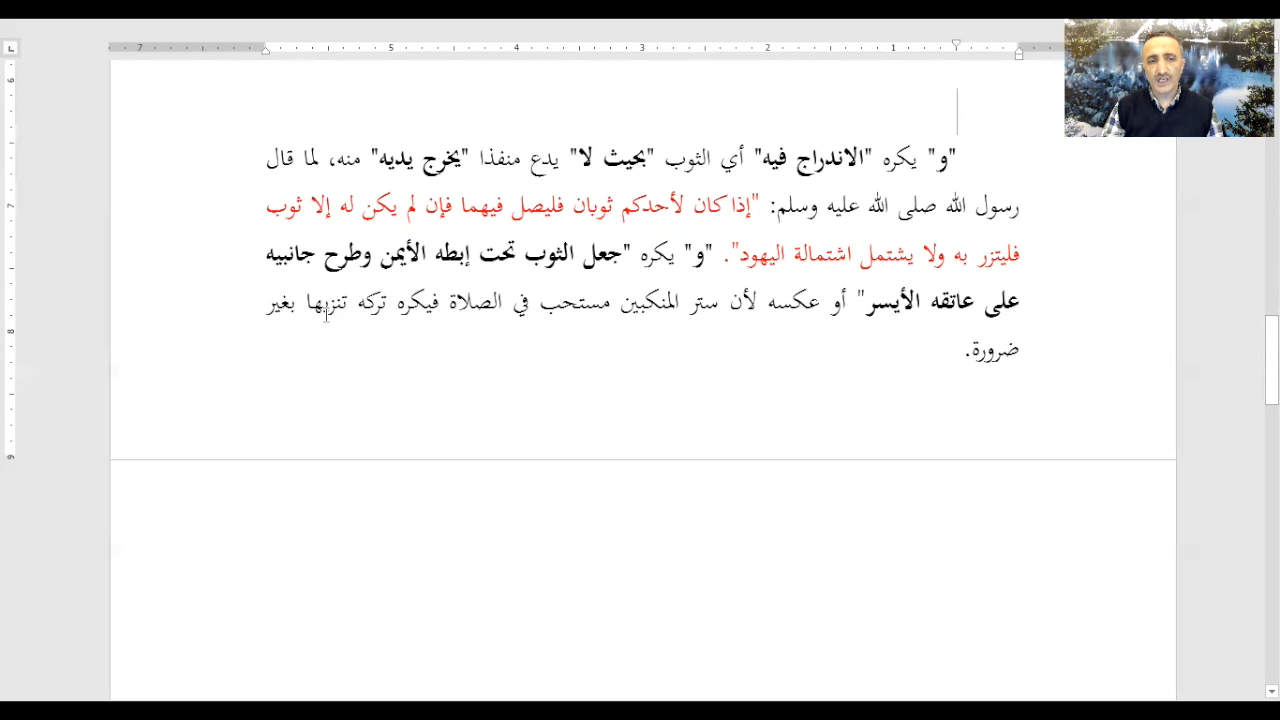 "و" يكره "الاندراج فيه" أي الثوب "بحيث لا" يدع منفذا "يخرج يديه" منه، لما قال
رسول الله صلى الله عليه وسلم: "إذا كان لأحدكم ثوبان فليصل فيهما فإن لم يكن له إلا ثوب
فليتزر به ولا يشتمل اشتمالة اليهود". "و" يكره "جعل الثوب تحت إبطه الأيمن وطرح جانبيه
على عاتقه الأيسر" أو عكسه لأن ستر المنكبين مستحب في الصلاة فيكره تركه تنزيها بغير
ضرورة.